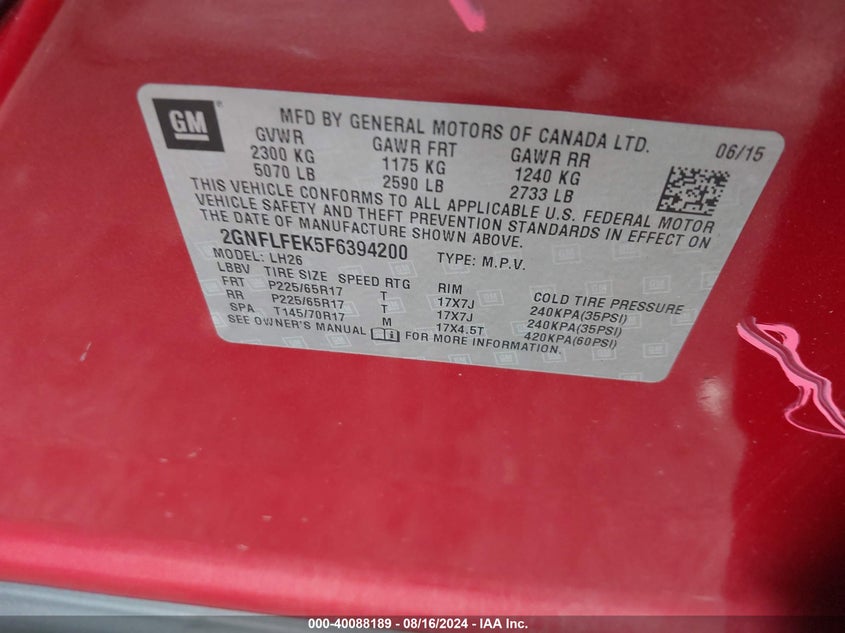 GM ®
MFD BY GENERAL MOTORS OF CANADA LTD. 06/15
GVWR GAWR FRT GAWR RR
2300 KG 1175 KG 1240 KG
5070 LB 2590 LB 2733 LB
THIS VEHICLE CONFORMS TO ALL APPLICABLE U.S. FEDERAL MOTOR
VEHICLE SAFETY AND THEFT PREVENTION STANDARDS IN EFFECT ON
THE DATE OF MANUFACTURE SHOWN ABOVE.
2GNFLFEK5F6394200 TYPE: M.P.V.
MODEL: LH26
LBBV TIRE SIZE SPEED RTG RIM COLD TIRE PRESSURE
FRT P225/65R17 T 17X7J 240KPA(35PSI)
RR P225/65R17 T 17X7J 240KPA(35PSI)
SPA T145/70R17 M 17X4.5T 420KPA(60PSI)
SEE OWNER'S MANUAL FOR MORE INFORMATION.
000-40088189 - 08/16/2024 - IAA Inc.